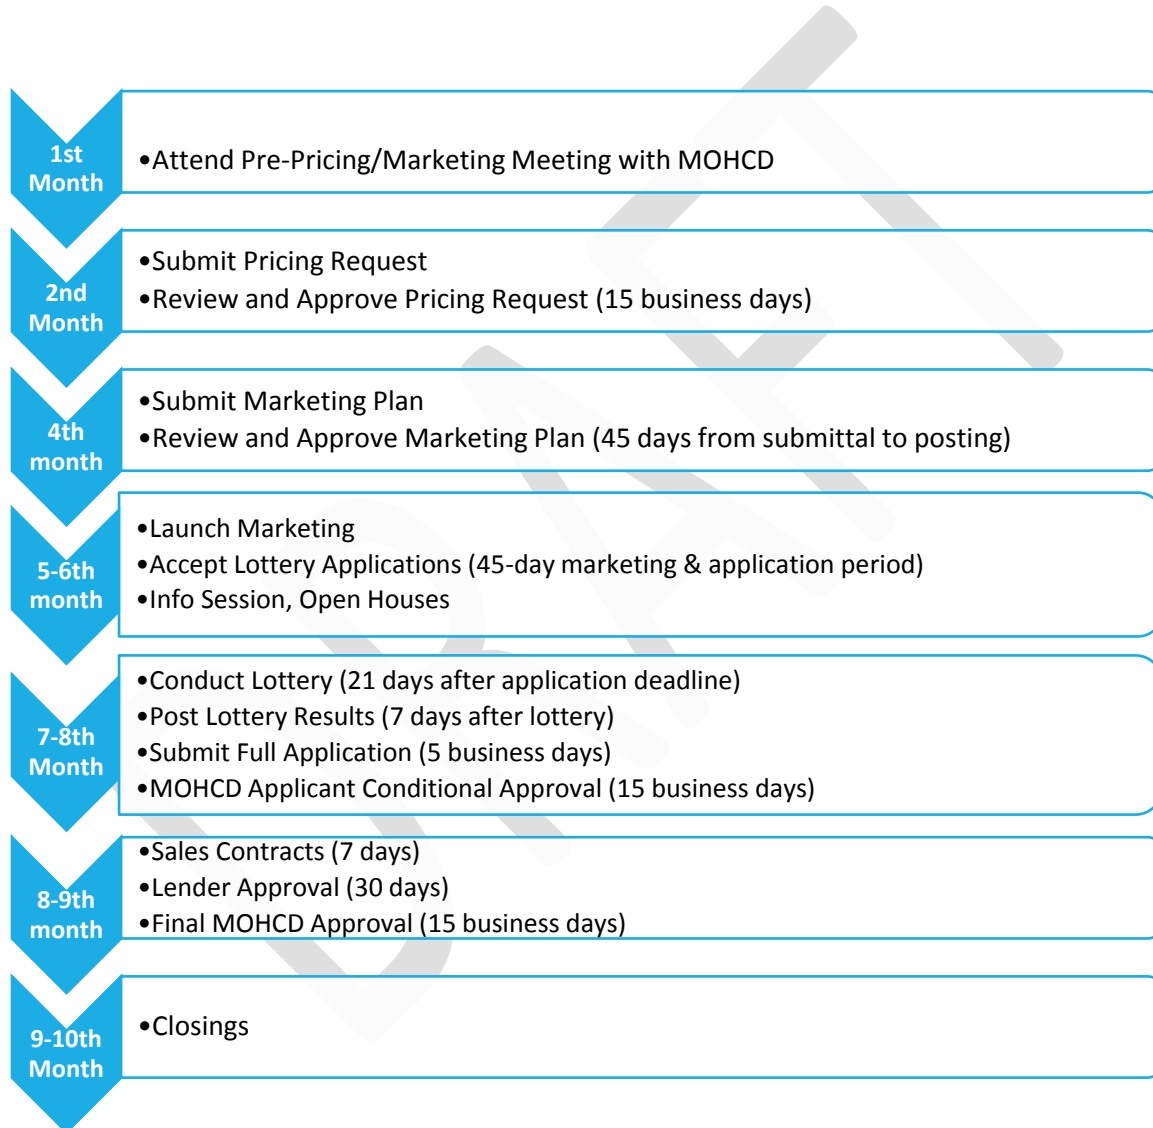 1st
Month
•Attend Pre-Pricing/Marketing Meeting with MOHCD
2nd
Month
•Submit Pricing Request
•Review and Approve Pricing Request (15 business days)
4th
month
•Submit Marketing Plan
•Review and Approve Marketing Plan (45 days from submittal to posting)
5-6th
month
•Launch Marketing
•Accept Lottery Applications (45-day marketing & application period)
•Info Session, Open Houses
7-8th
Month
•Conduct Lottery (21 days after application deadline)
•Post Lottery Results (7 days after lottery)
•Submit Full Application (5 business days)
•MOHCD Applicant Conditional Approval (15 business days)
8-9th
month
•Sales Contracts (7 days)
•Lender Approval (30 days)
•Final MOHCD Approval (15 business days)
9-10th
Month
•Closings
DRAFT